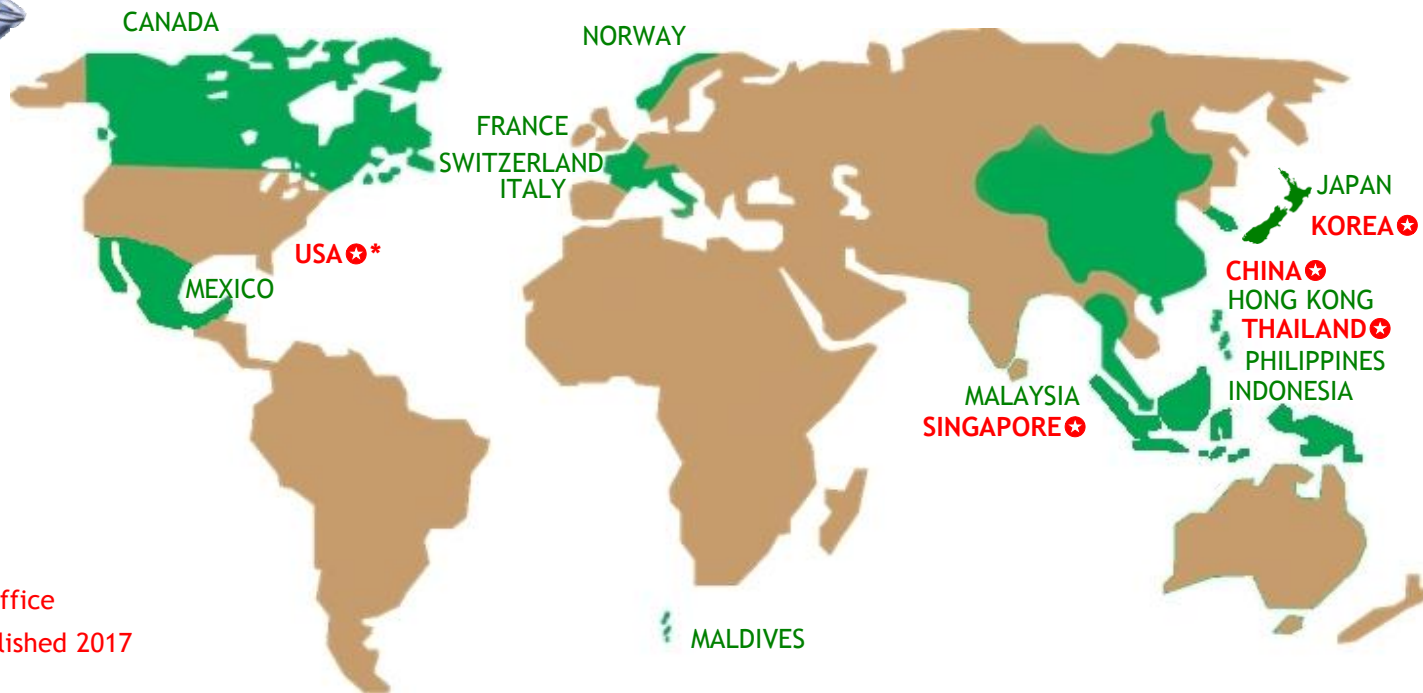 CANADA
NORWAY
FRANCE
SWITZERLAND
ITALY
JAPAN
KOREA✪
USA✪*
CHINA✪
MEXICO
HONG KONG
THAILAND✪
PHILIPPINES
MALAYSIA
INDONESIA
SINGAPORE✪
ffice
lished 2017
MALDIVES